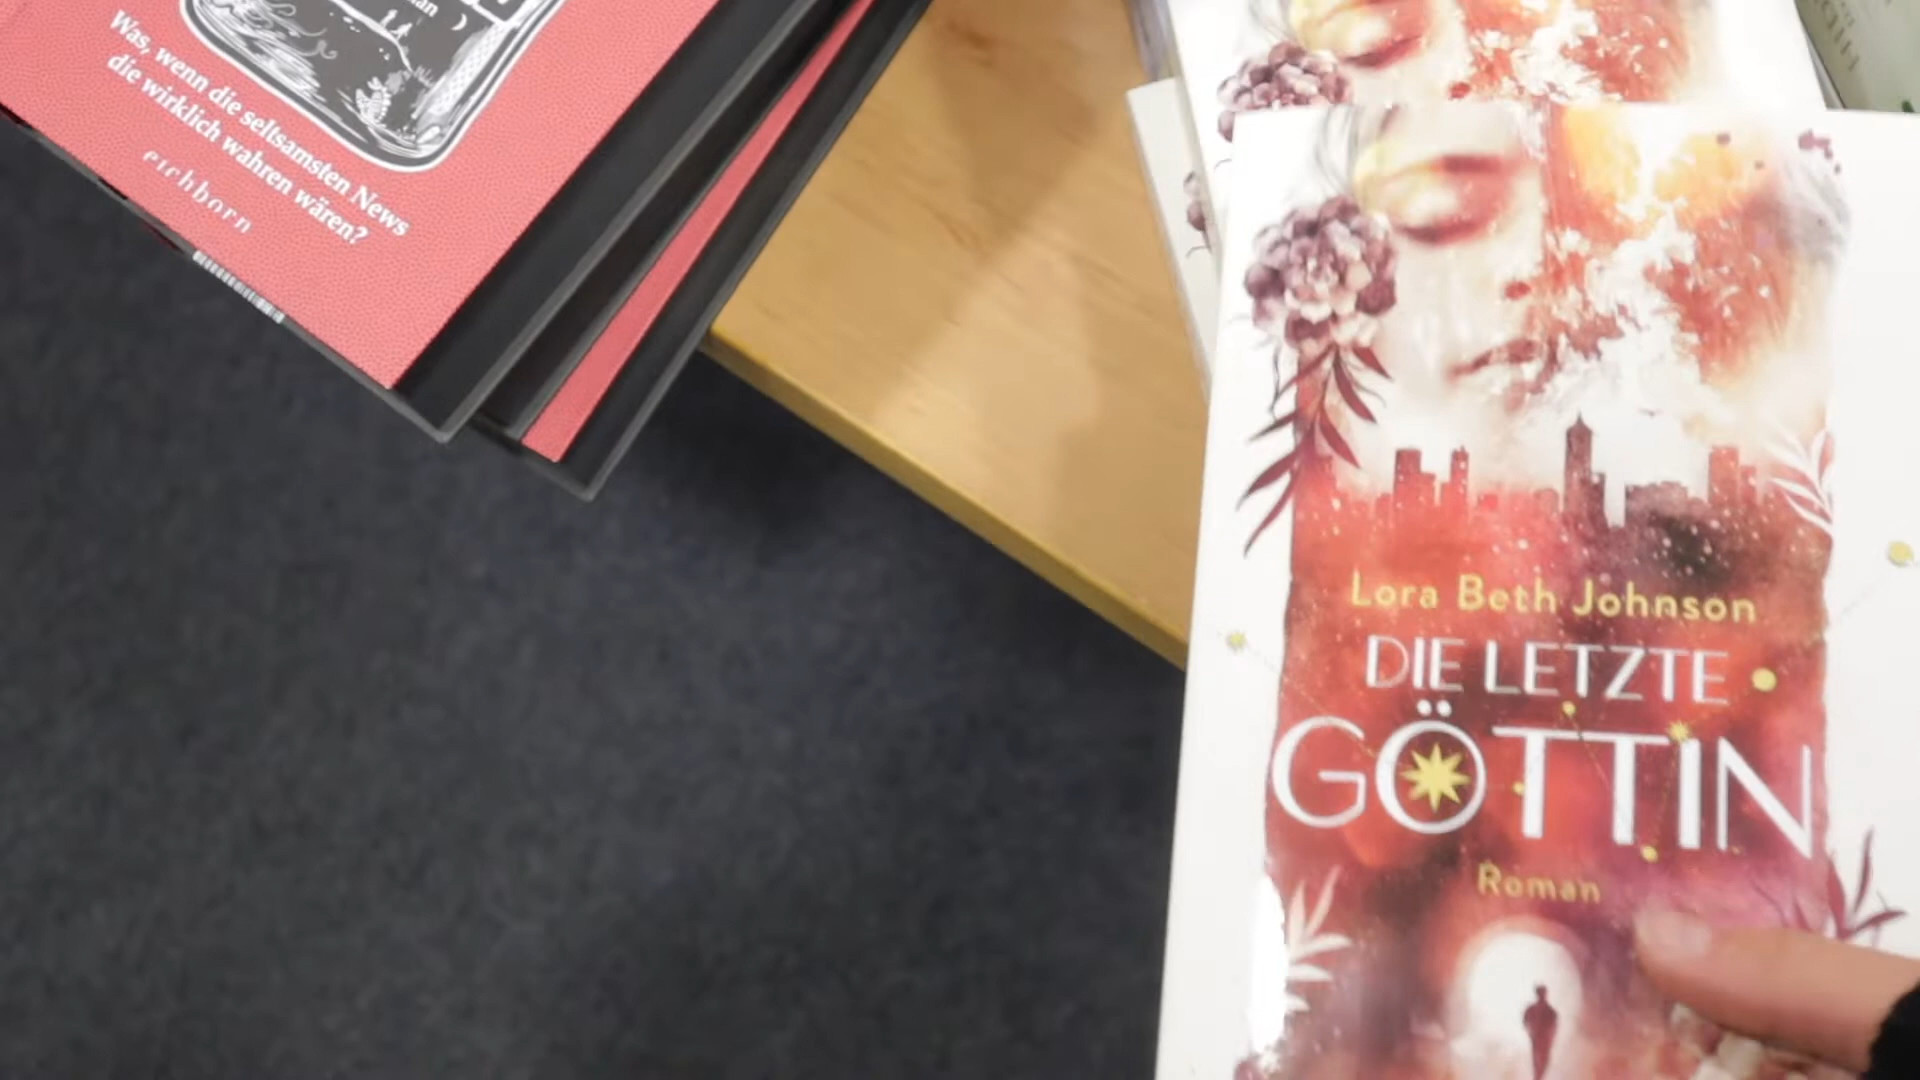 Was, wenn die seltsamsten News
die wirklich wahren wären?
eichborn
Lora Beth Johnson
DIE LETZTE
GÖTTIN
Roman